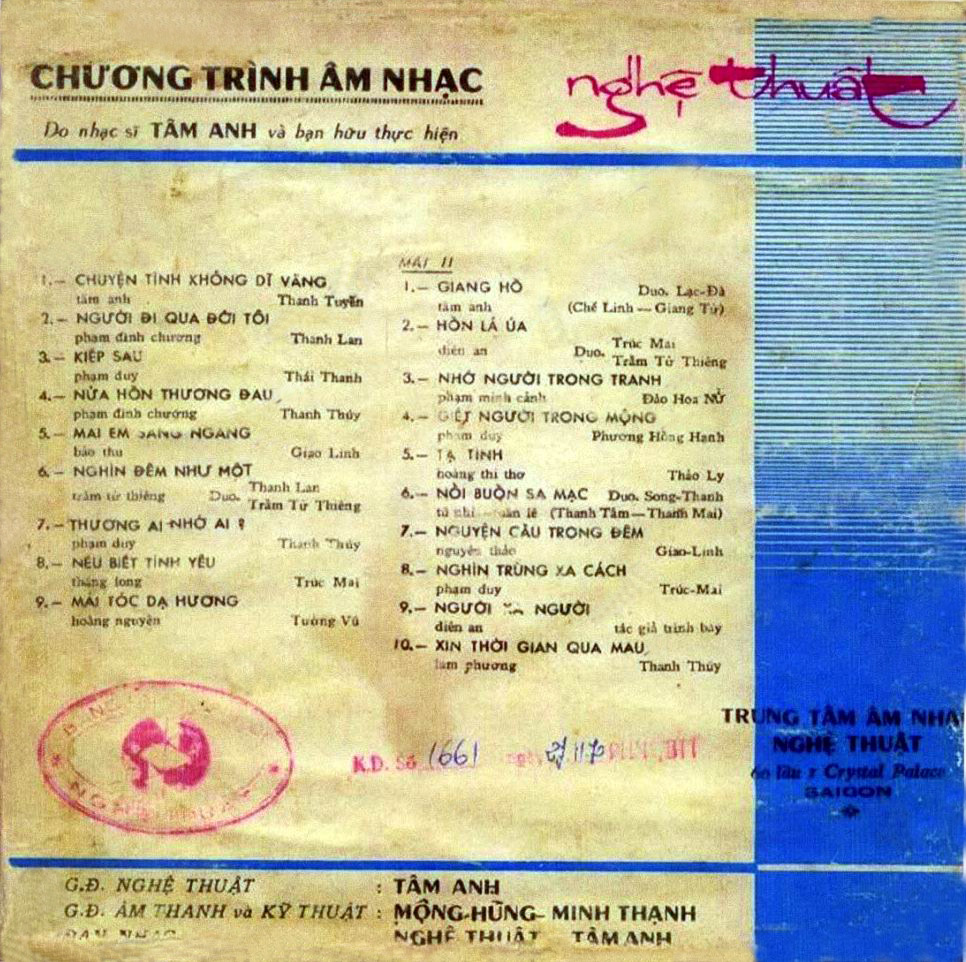 CHƯƠNG TRÌNH ÂM NHẠC
nghệ thuật
Do nhạc sĩ TÂM ANH và bạn hữu thực hiện
1.— CHUYỆN TÌNH KHÔNG DĨ VÃNG
tâm anh Thanh Tuyền
2.— NGƯỜI ĐI QUA ĐỜI TÔI
phạm đình chương Thanh Lan
3.— KIẾP SAU
phạm duy Thái Thanh
4.— NỬA HỒN THƯƠNG ĐAU
phạm đình chương Thanh Thúy
5.— MAI EM SANG NGANG
bảo thu Giao Linh
6.— NGHÌN ĐÊM NHƯ MỘT
Thanh Lan
trầm tử thiêng Duo. Trầm Tử Thiêng
7.— THƯƠNG AI NHỚ AI ?
phạm duy Thanh Thúy
8.— NẾU BIẾT TÌNH YÊU
thăng long Trúc Mai
9.— MÁI TÓC DẠ HƯƠNG
hoàng nguyên Tường Vũ
MẶT II
1.— GIANG HỒ Duo. Lạc-Đà
tâm anh (Chế Linh — Giang Tử)
2.— HỒN LÁ ÚA
Trúc Mai
diên an Duo. Trầm Tử Thiêng
3.— NHỚ NGƯỜI TRONG TRANH
phạm minh cảnh Đào Hoa Nữ
4.— GIẾT NGƯỜI TRONG MỘNG
phạm duy Phương Hồng Hạnh
5.— TẠ TÌNH
hoàng thi thơ Thảo Ly
6.— NỖI BUỒN SA MẠC Duo. Song-Thanh
tú nhi lê (Thanh Tâm — Thanh Mai)
7.— NGUYỆN CẦU TRONG ĐÊM
nguyên thảo Giao-Linh
8.— NGHÌN TRÙNG XA CÁCH
phạm duy Trúc-Mai
9.— NGƯỜI XA NGƯỜI
diên an tác giả trình bày
10.— XIN THỜI GIAN QUA MAU
lam phương Thanh Thúy
NGHỆ THUẬT
K.D. Số 1661 ngày
TRUNG TÂM ÂM NHẠ
NGHỆ THUẬT
lầu 1 Crystal Palace
SAIGON
G.Đ. NGHỆ THUẬT : TÂM ANH
G.Đ. ÂM THANH và KỸ THUẬT : MỘNG-HÙNG- MINH THẠNH
NGHỆ THUẬT TÂM ANH